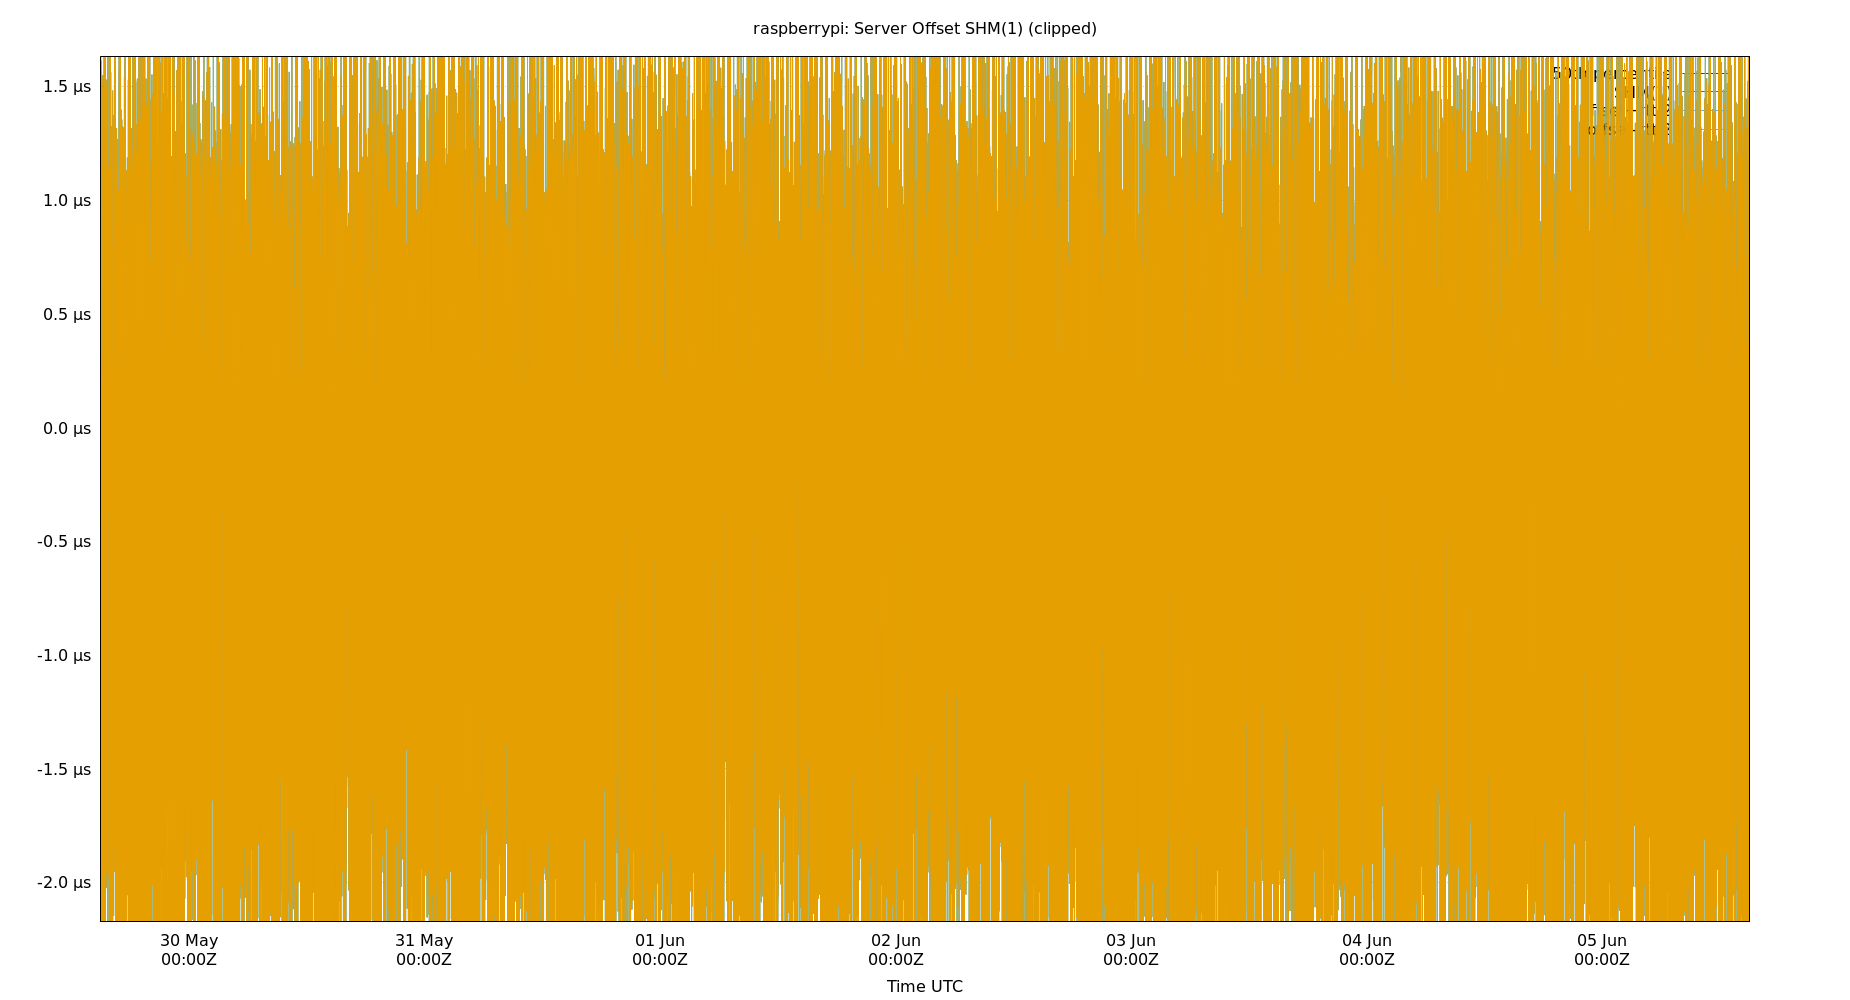 raspberrypi: Server Offset SHM(1) (clipped)
1.5 µs
1.0 µs
0.5 µs
0.0 µs
-0.5 µs
-1.0 µs
-1.5 µs
-2.0 µs
30 May
00:00Z
31 May
00:00Z
01 Jun
00:00Z
02 Jun
00:00Z
03 Jun
00:00Z
04 Jun
00:00Z
05 Jun
00:00Z
Time UTC